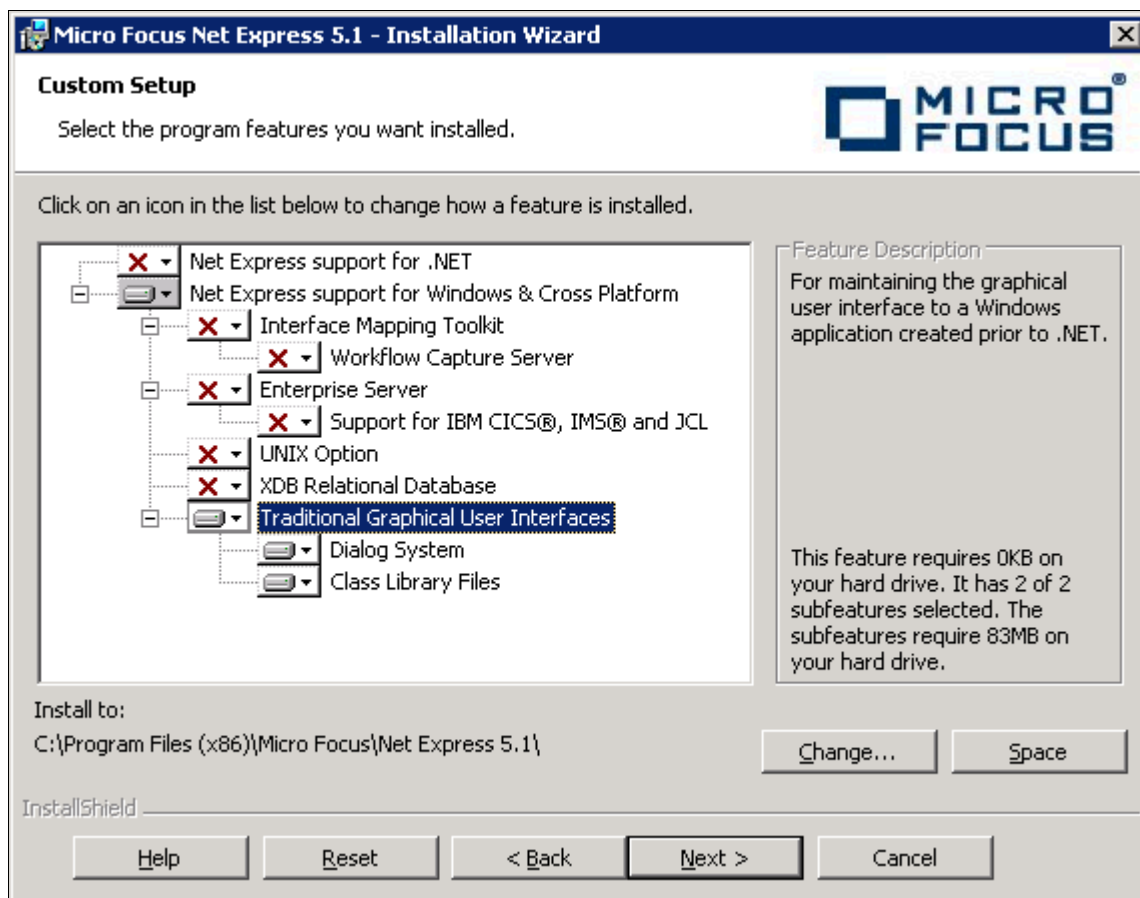 Micro Focus Net Express 5.1 - Installation Wizard
Custom Setup
Select the program features you want installed.
MICRO
FOCUS
®
Click on an icon in the list below to change how a feature is installed.
Net Express support for .NET
Net Express support for Windows & Cross Platform
Interface Mapping Toolkit
Workflow Capture Server
Enterprise Server
Support for IBM CICS®, IMS® and JCL
UNIX Option
XDB Relational Database
Traditional Graphical User Interfaces
Dialog System
Class Library Files
Feature Description
For maintaining the graphical
user interface to a Windows
application created prior to .NET.
This feature requires 0KB on
your hard drive. It has 2 of 2
subfeatures selected. The
subfeatures require 83MB on
your hard drive.
Install to:
C:\Program Files (x86)\Micro Focus\Net Express 5.1\
Change...
Space
InstallShield
Help
Reset
< Back
Next >
Cancel